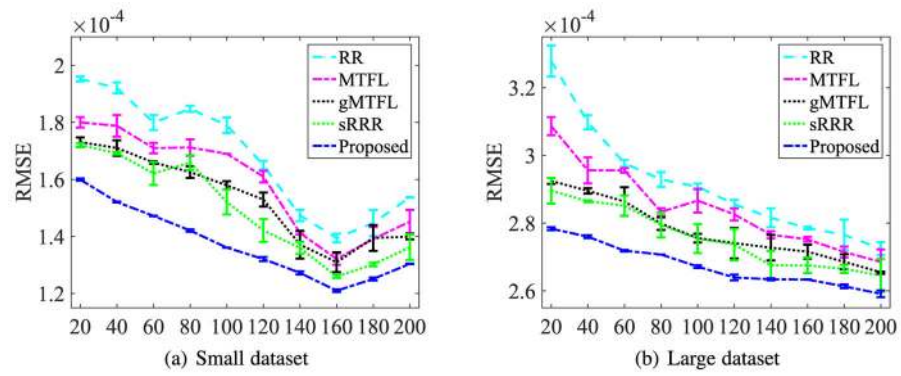 ×10⁻⁴
2
1.8
1.6
1.4
1.2
RMSE
RR
MTFL
gMTFL
sRRR
Proposed
20 40 60 80 100 120 140 160 180 200
(a) Small dataset
×10⁻⁴
3.2
3
2.8
2.6
RMSE
RR
MTFL
gMTFL
sRRR
Proposed
20 40 60 80 100 120 140 160 180 200
(b) Large dataset